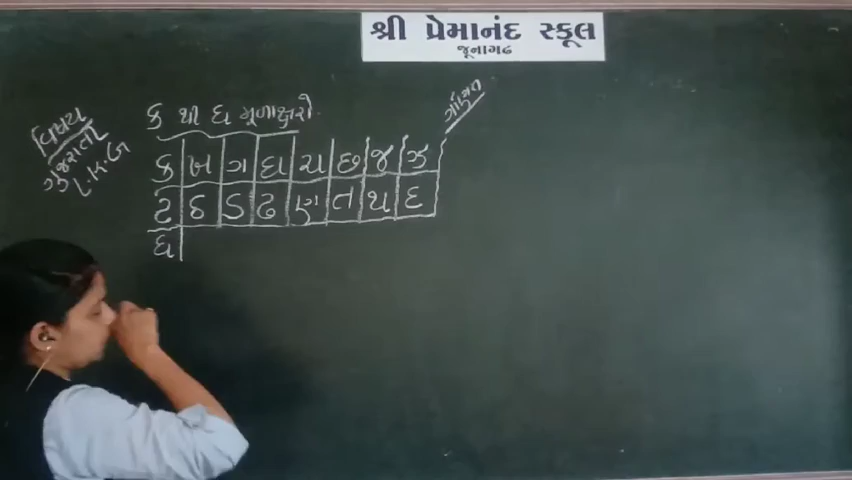 શ્રી પ્રેમાનંદ સ્કૂલ
જૂનાગઢ
વિષય
ગુજરાતી
L.K.G
ક થી ધ મૂળાક્ષરો
ક ખ ગ ઘ ચ છ જ ઝ
ટ ઠ ડ ઢ ણ ત થ દ
ધ